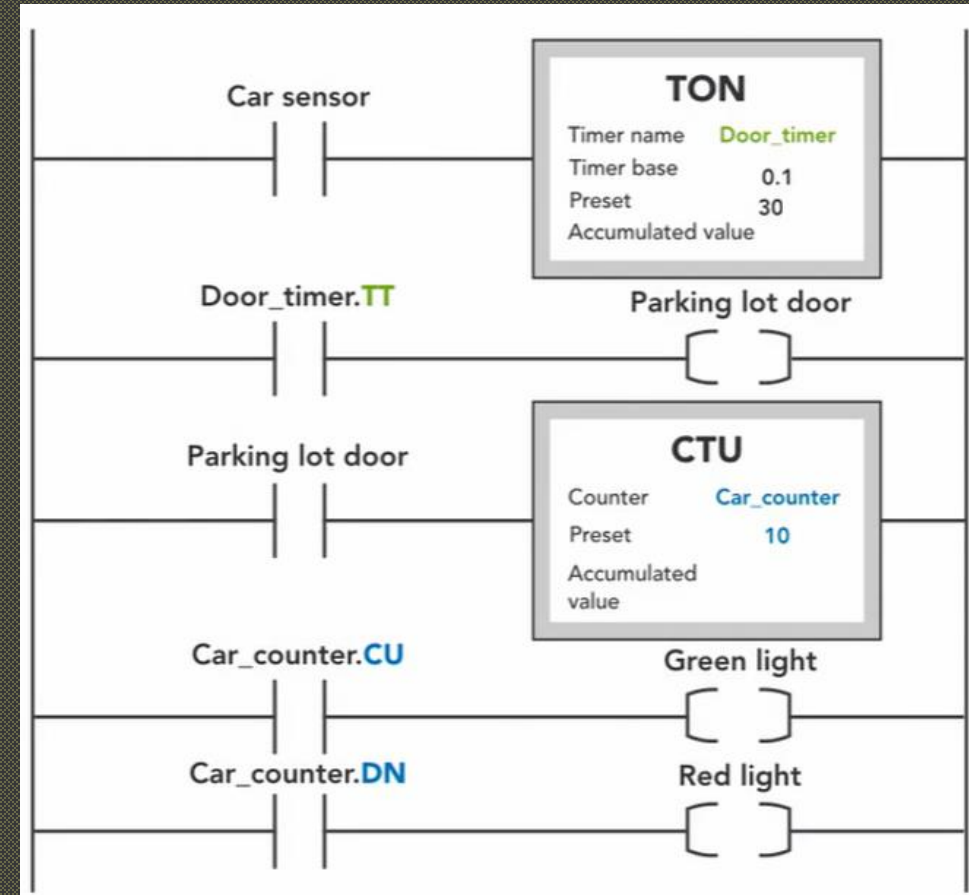 Car sensor
TON
Timer name Door_timer
Timer base 0.1
Preset 30
Accumulated value
Door_timer.TT
Parking lot door
Parking lot door
CTU
Counter Car_counter
Preset 10
Accumulated
value
Car_counter.CU
Green light
Car_counter.DN
Red light